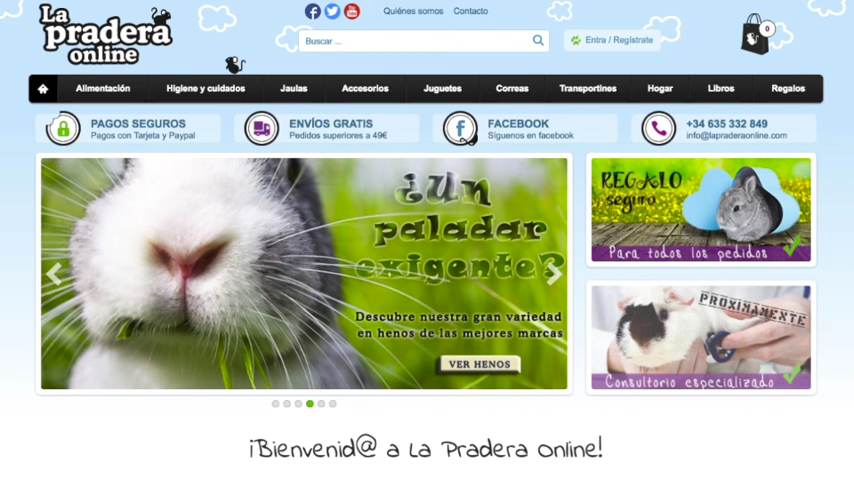 La
pradera
online
Quiénes somos Contacto
Buscar ...
Entra / Regístrate
0
Alimentación Higiene y cuidados Jaulas Accesorios Juguetes Correas Transportines Hogar Libros Regalos
PAGOS SEGUROS
Pagos con Tarjeta y Paypal
ENVÍOS GRATIS
Pedidos superiores a 49€
FACEBOOK
Síguenos en facebook
+34 635 332 849
info@lapraderaonline.com
¿Un
paladar
exigente?
Descubre nuestra gran variedad
en henos de las mejores marcas
VER HENOS
REGALO
seguro
Para todos los pedidos
PROXIMAMENTE
Consultorio especializado
¡Bienvenid@ a La Pradera Online!